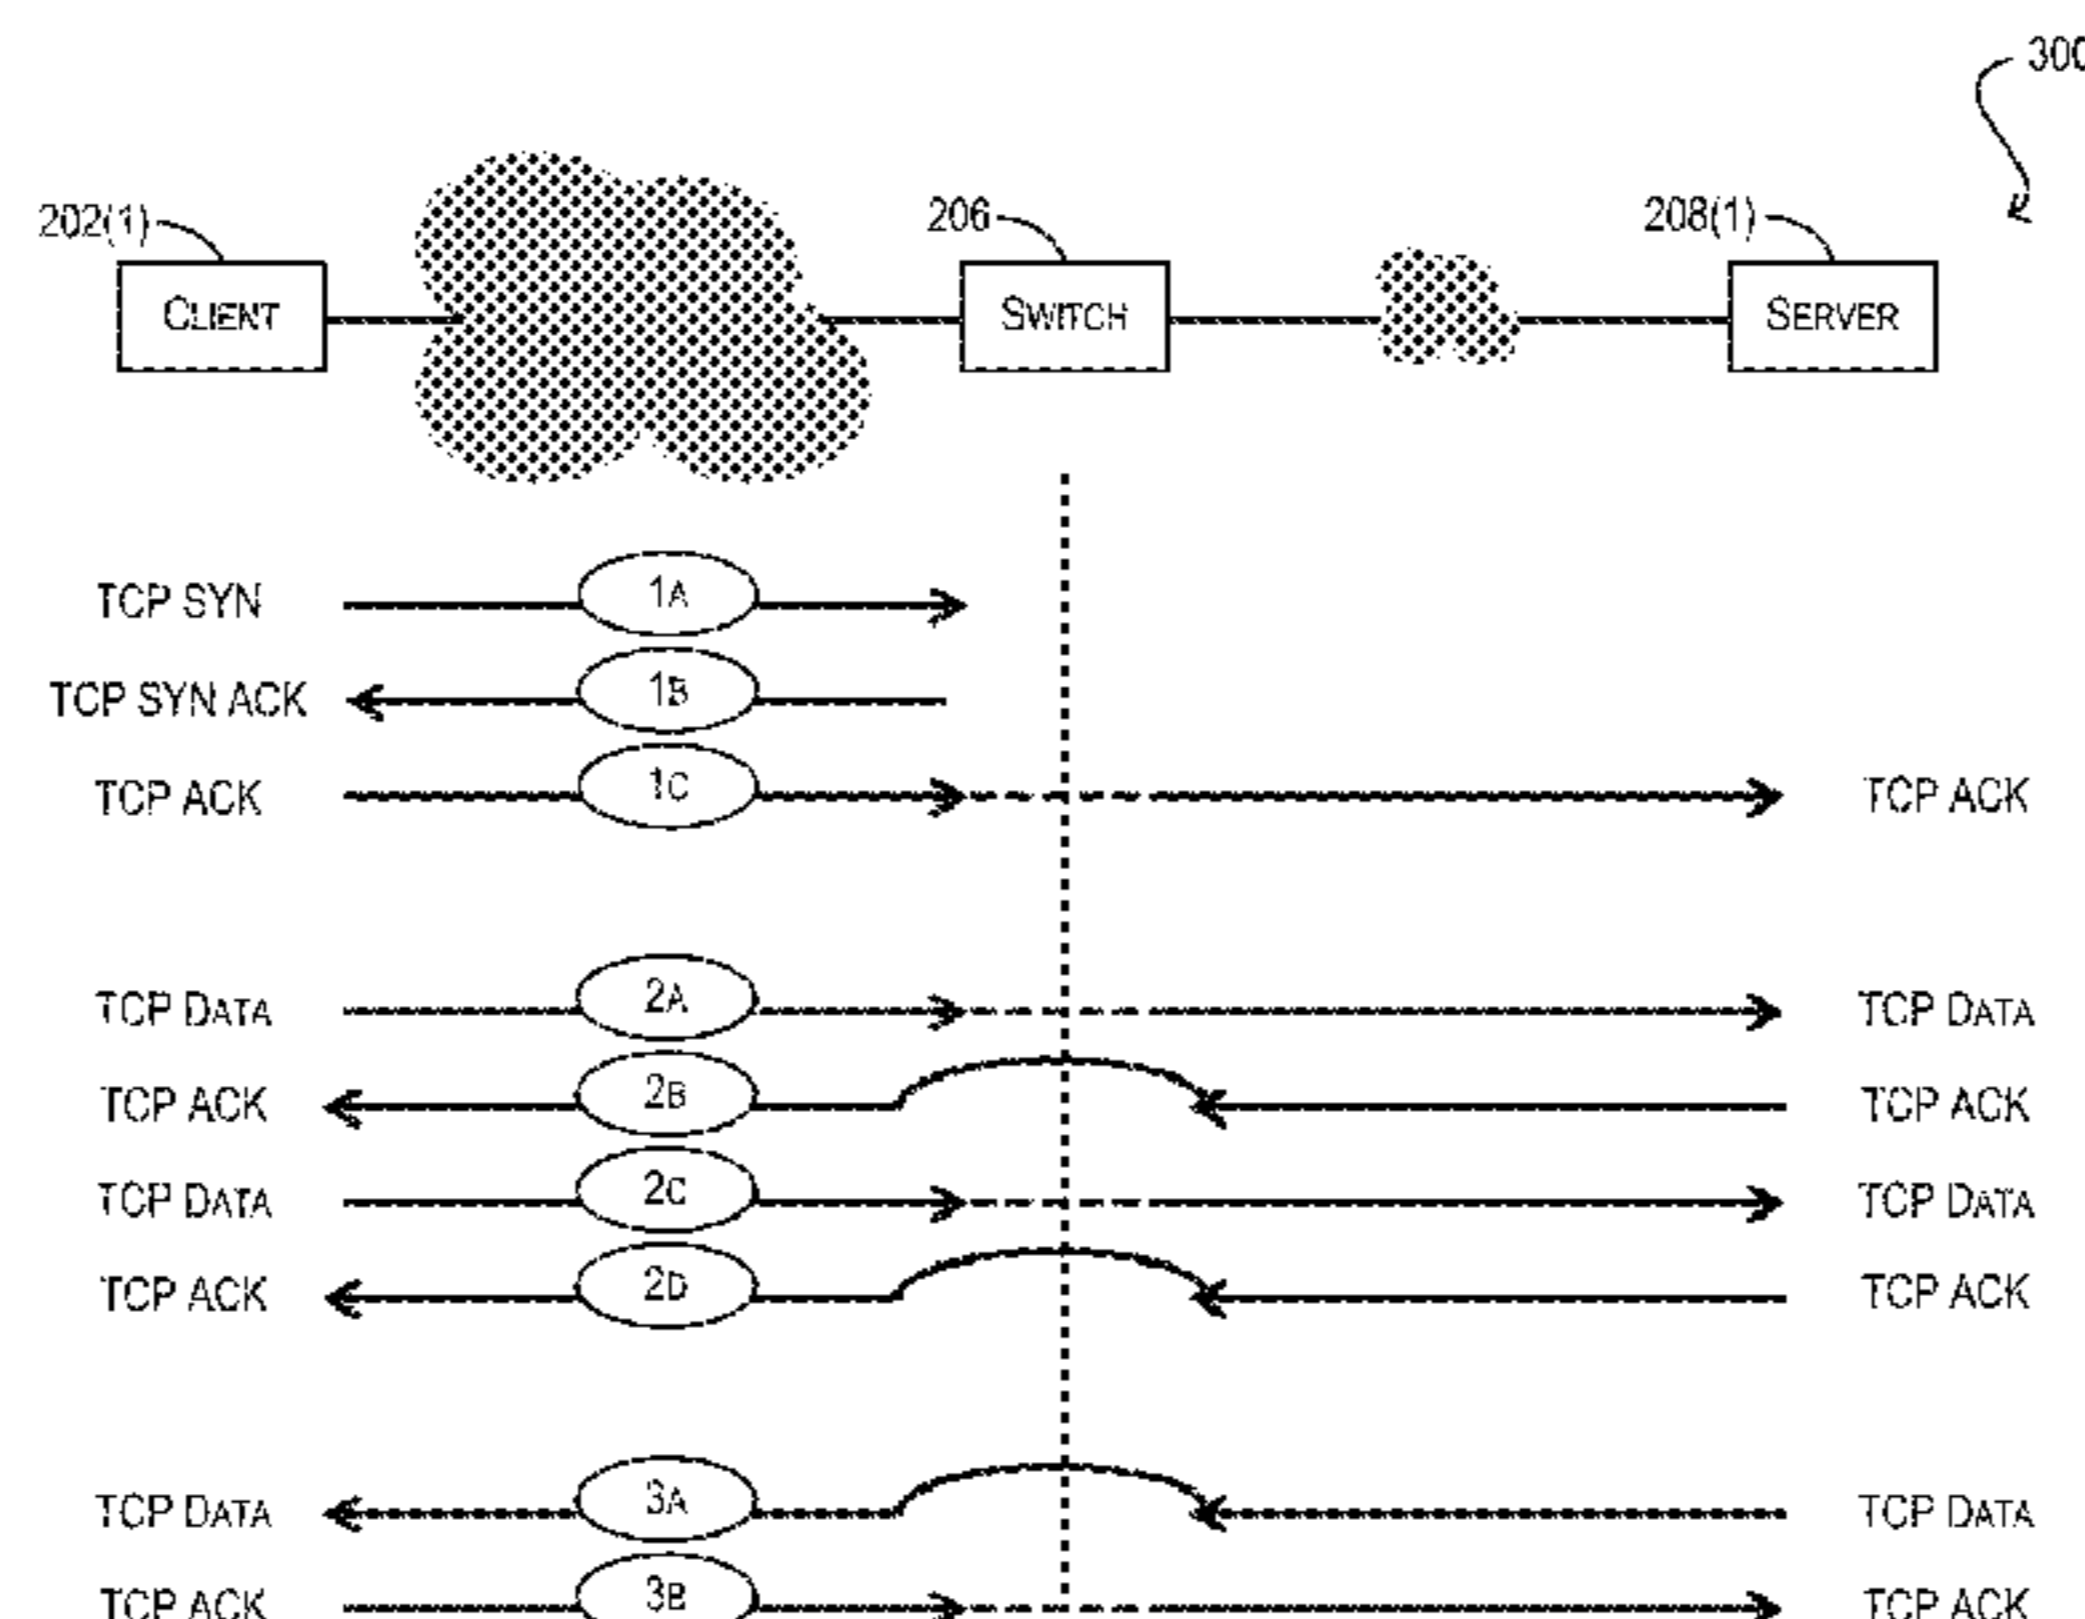 300
202(1) 206 208(1)
CLIENT SWITCH SERVER
TCP SYN 1A
TCP SYN ACK 1B
TCP ACK 1C TCP ACK
TCP DATA 2A TCP DATA
TCP ACK 2B TCP ACK
TCP DATA 2C TCP DATA
TCP ACK 2D TCP ACK
TCP DATA 3A TCP DATA
TCP ACK 3B TCP ACK